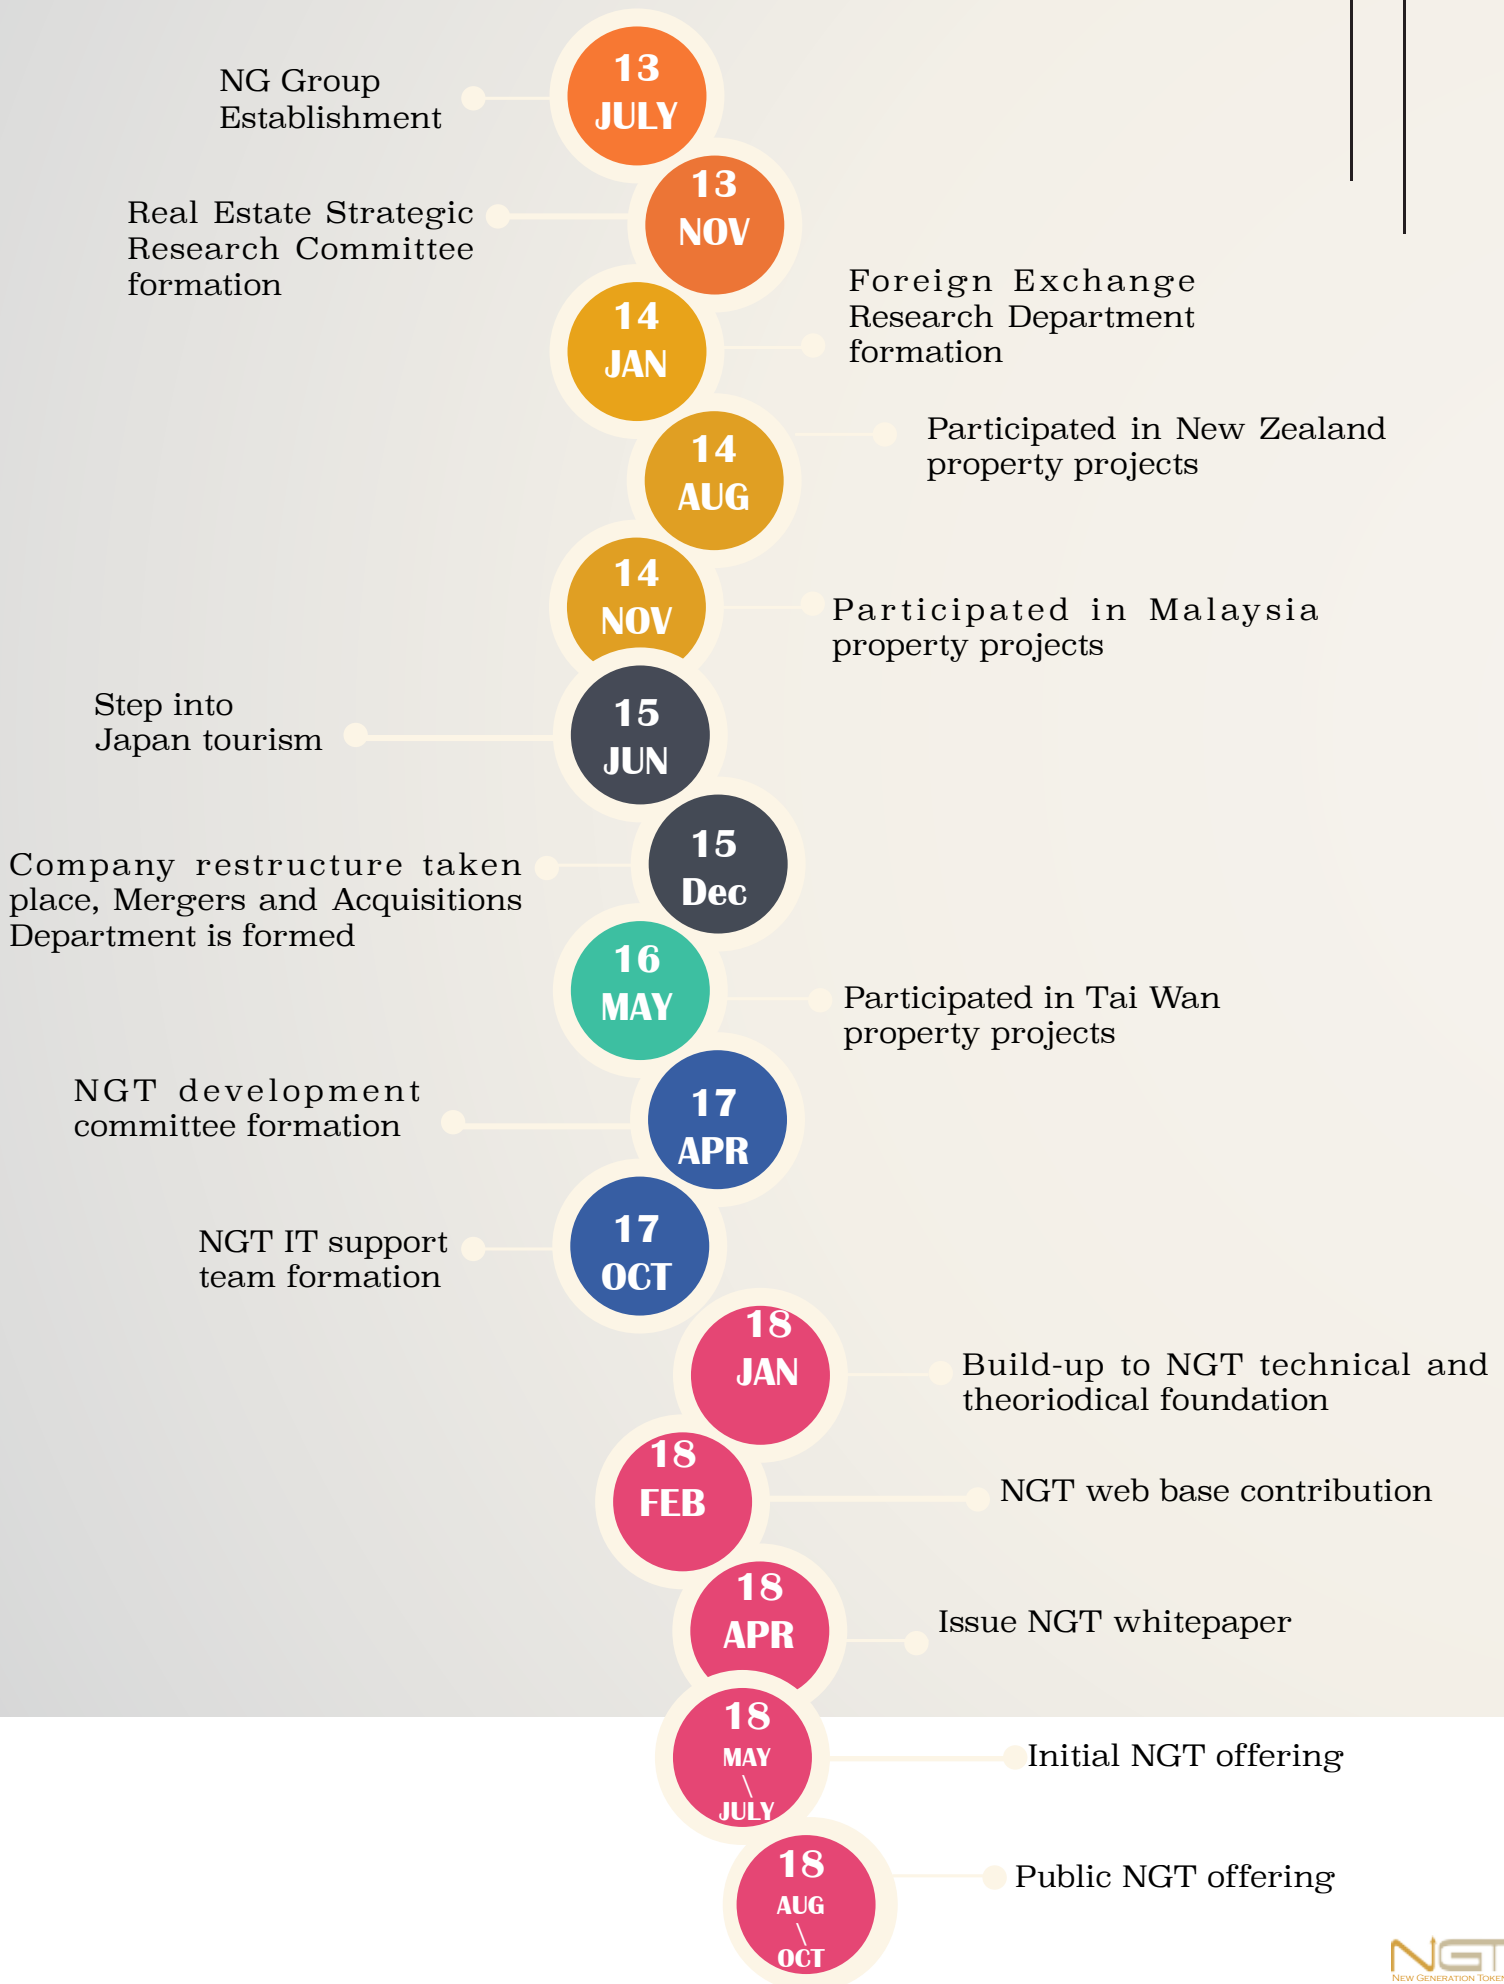 13
JULY
NG Group
Establishment
13
NOV
Real Estate Strategic
Research Committee
formation
14
JAN
Foreign Exchange
Research Department
formation
14
AUG
Participated in New Zealand
property projects
14
NOV
Participated in Malaysia
property projects
15
JUN
Step into
Japan tourism
15
Dec
Company restructure taken
place, Mergers and Acquisitions
Department is formed
16
MAY
Participated in Tai Wan
property projects
17
APR
NGT development
committee formation
17
OCT
NGT IT support
team formation
18
JAN
Build-up to NGT technical and
theoriodical foundation
18
FEB
NGT web base contribution
18
APR
Issue NGT whitepaper
18
MAY
\
JULY
Initial NGT offering
18
AUG
\
OCT
Public NGT offering
NGT
NEW GENERATION TOKEN